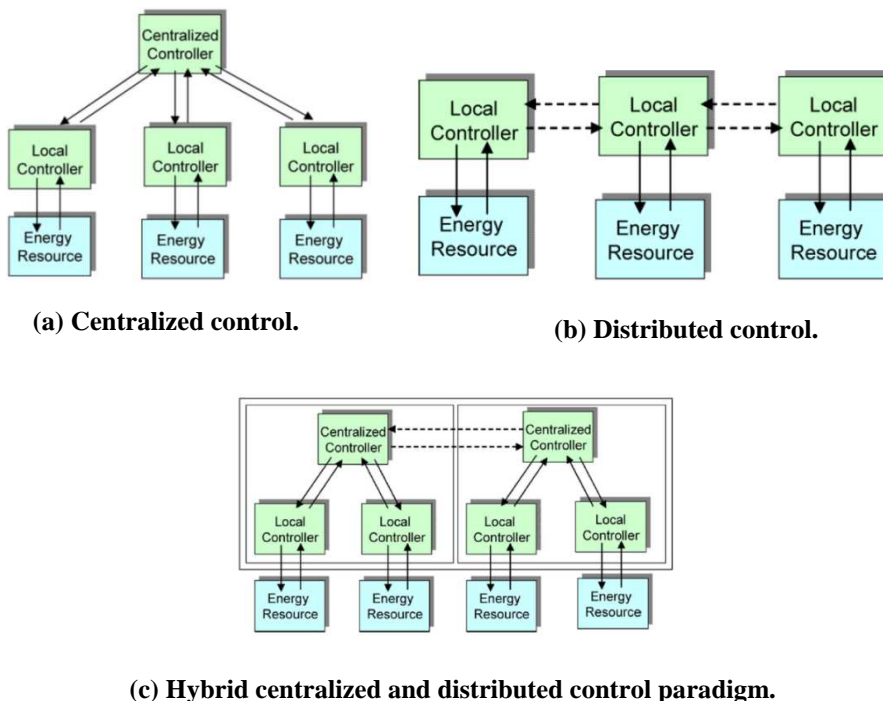 Centralized
Controller
Local
Controller
Local
Controller
Local
Controller
Energy
Resource
Energy
Resource
Energy
Resource
(a) Centralized control.
Local
Controller
Local
Controller
Local
Controller
Energy
Resource
Energy
Resource
Energy
Resource
(b) Distributed control.
Centralized
Controller
Centralized
Controller
Local
Controller
Local
Controller
Local
Controller
Local
Controller
Energy
Resource
Energy
Resource
Energy
Resource
Energy
Resource
(c) Hybrid centralized and distributed control paradigm.